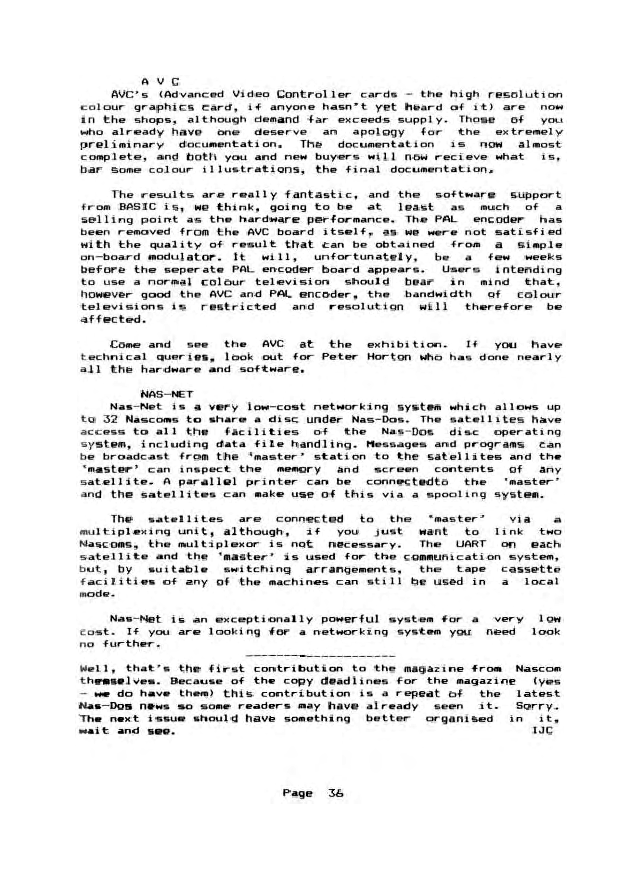 A V C
AVC's (Advanced Video Controller cards - the high resolution
colour graphics card, if anyone hasn't yet heard of it) are now
in the shops, although demand far exceeds supply. Those of you
who already have one deserve an apology for the extremely
preliminary documentation. The documentation is now almost
complete, and both you and new buyers will now recieve what is,
bar some colour illustrations, the final documentation.
The results are really fantastic, and the software support
from BASIC is, we think, going to be at least as much of a
selling point as the hardware performance. The PAL encoder has
been removed from the AVC board itself, as we were not satisfied
with the quality of result that can be obtained from a simple
on-board modulator. It will, unfortunately, be a few weeks
before the seperate PAL encoder board appears. Users intending
to use a normal colour television should bear in mind that,
however good the AVC and PAL encoder, the bandwidth of colour
televisions is restricted and resolution will therefore be
affected.
Come and see the AVC at the exhibition. If you have
technical queries, look out for Peter Horton who has done nearly
all the hardware and software.
NAS-NET
Nas-Net is a very low-cost networking system which allows up
to 32 Nascoms to share a disc under Nas-Dos. The satellites have
access to all the facilities of the Nas-Dos disc operating
system, including data file handling. Messages and programs can
be broadcast from the 'master' station to the satellites and the
'master' can inspect the memory and screen contents of any
satellite. A parallel printer can be connectedto the 'master'
and the satellites can make use of this via a spooling system.
The satellites are connected to the 'master' via a
multiplexing unit, although, if you just want to link two
Nascoms, the multiplexor is not necessary. The UART on each
satellite and the 'master' is used for the communication system,
but, by suitable switching arrangements, the tape cassette
facilities of any of the machines can still be used in a local
mode.
Nas-Net is an exceptionally powerful system for a very low
cost. If you are looking for a networking system you need look
no further.
--------------------
Well, that's the first contribution to the magazine from Nascom
themselves. Because of the copy deadlines for the magazine (yes
- we do have them) this contribution is a repeat of the latest
Nas-Dos news so some readers may have already seen it. Sorry.
The next issue should have something better organised in it,
wait and see. IJC
Page 36